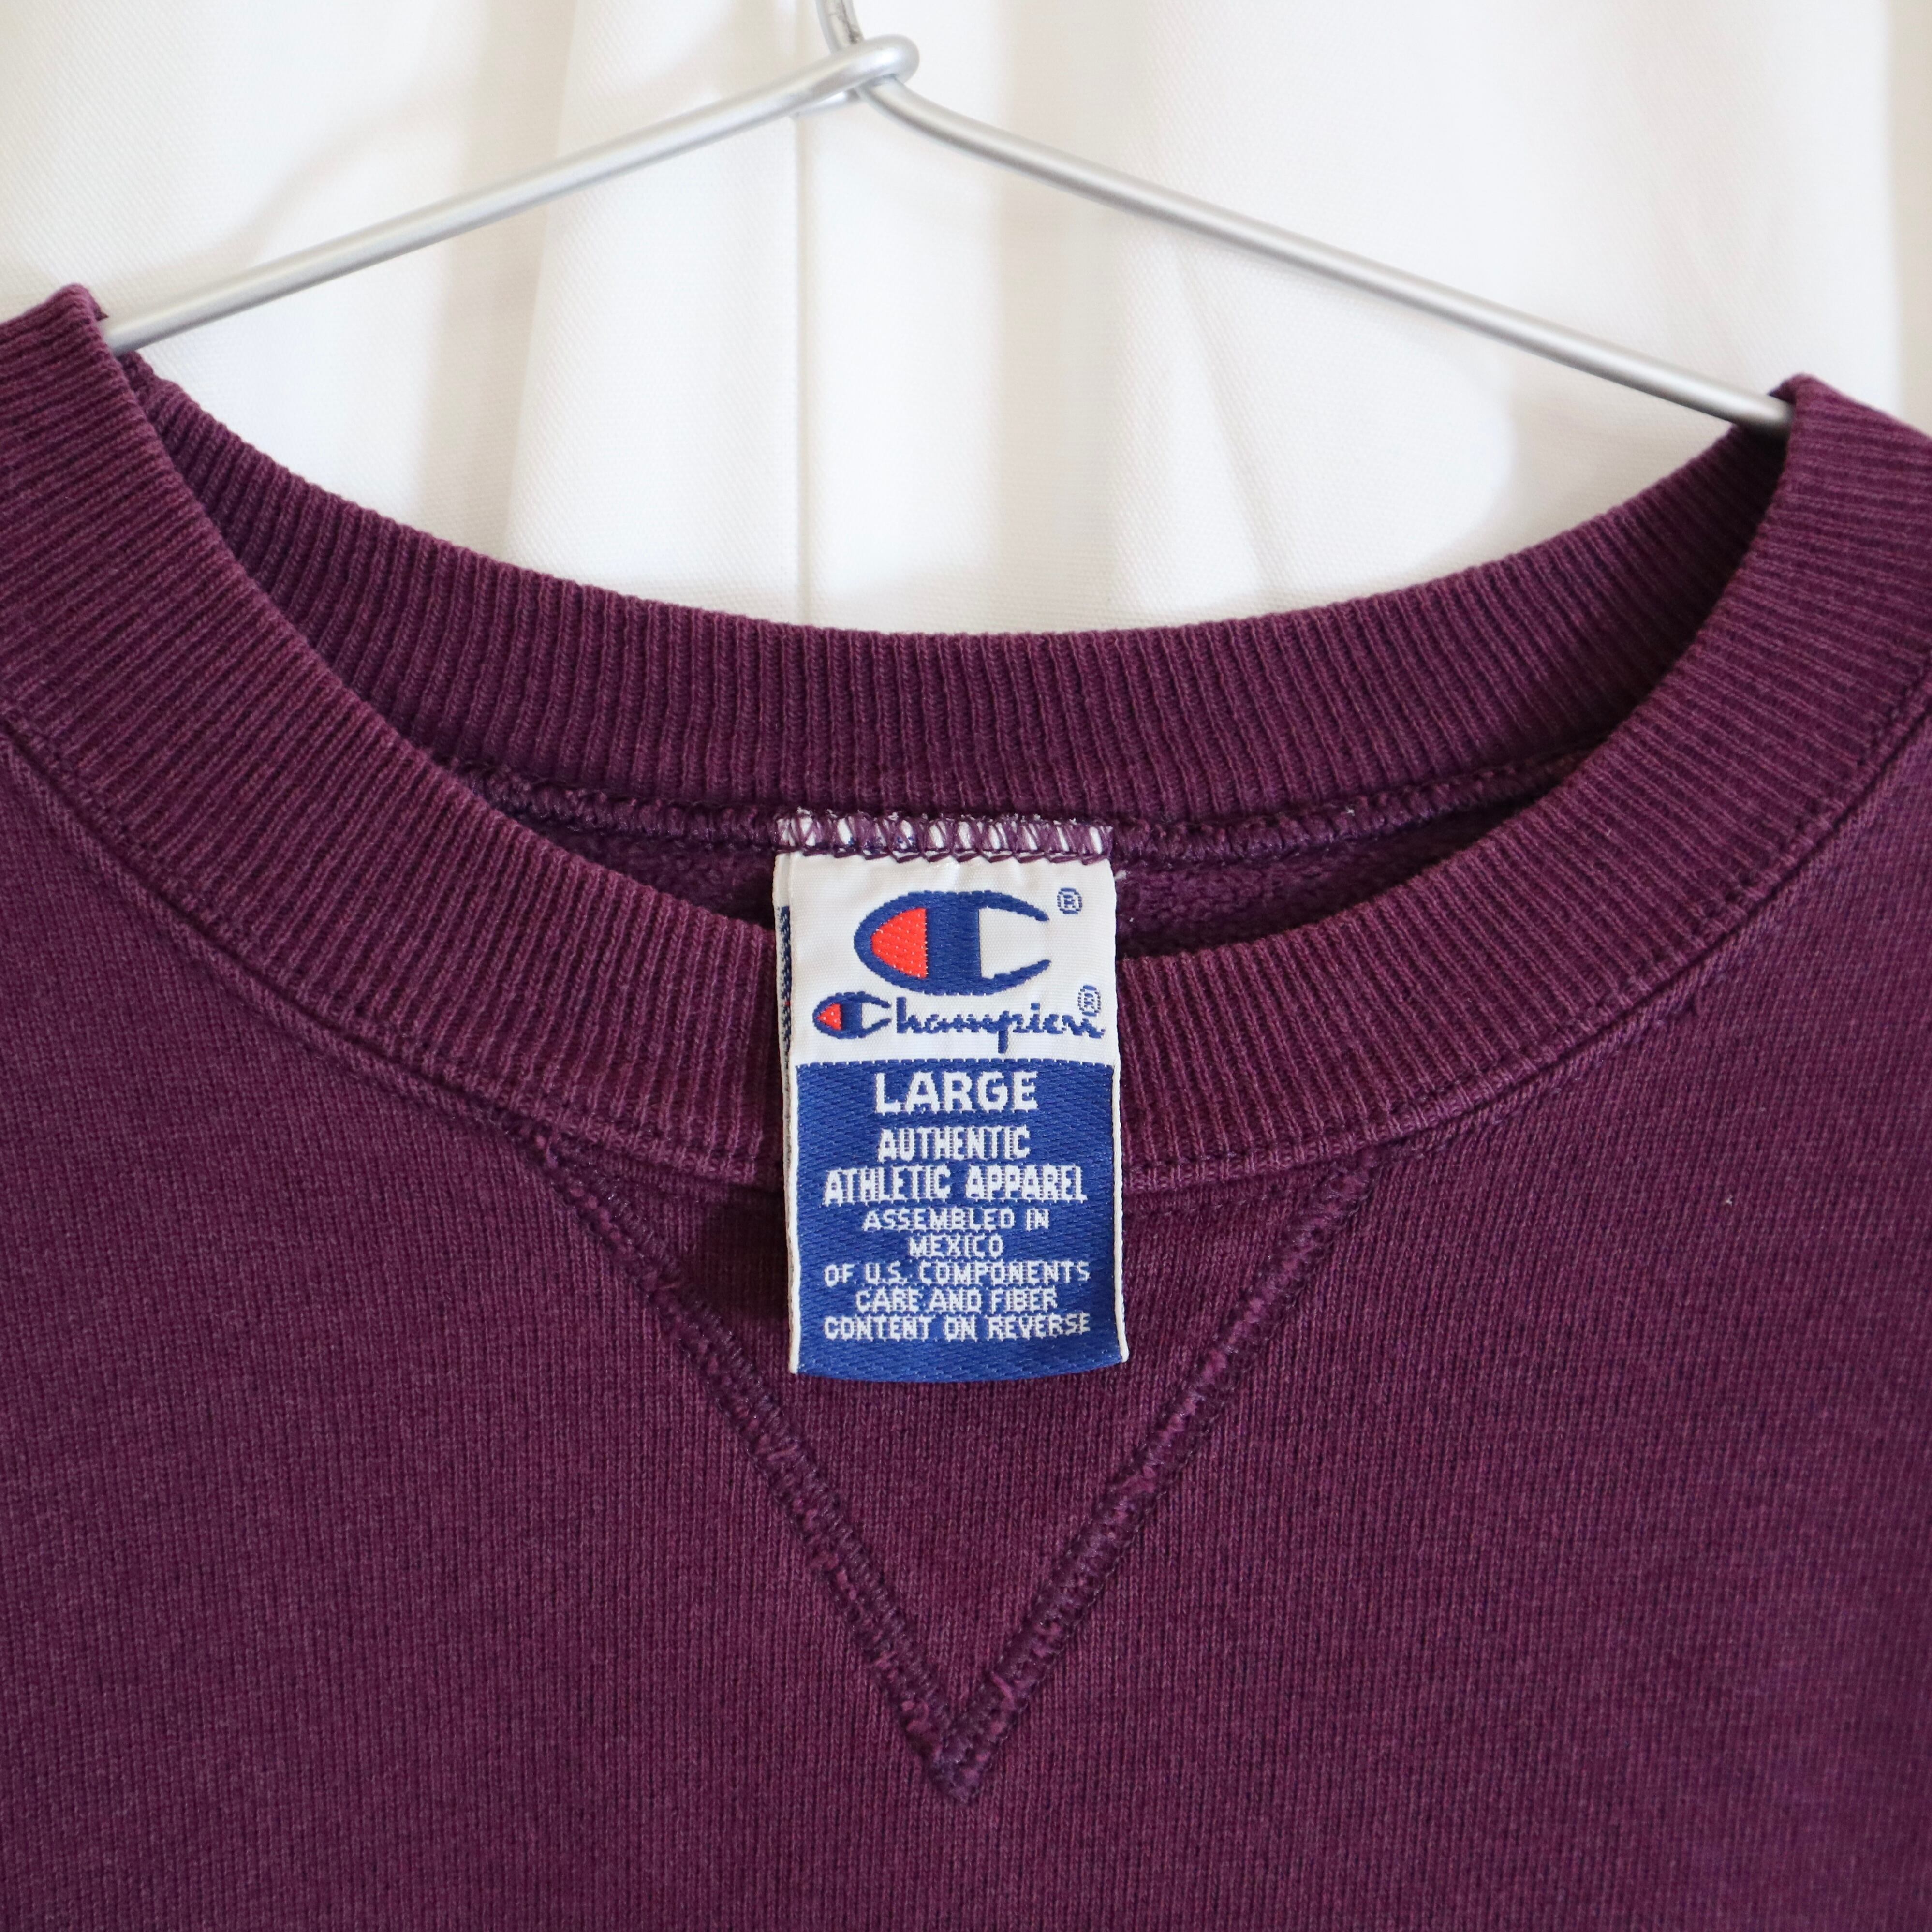 ®
Champion®
LARGE
AUTHENTIC
ATHLETIC APPAREL
ASSEMBLED IN
MEXICO
OF U.S. COMPONENTS
CARE AND FIBER
CONTENT ON REVERSE